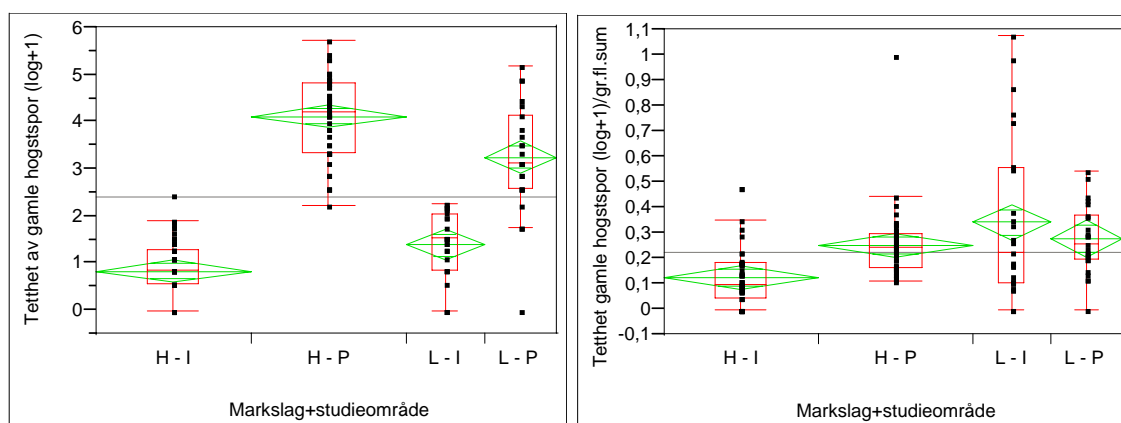 Tetthet av gamle hogstspor (log+1)
6
5
4
3
2
1
0
H - I
H - P
L - I
L - P
Markslag+studieområde
Tetthet gamle hogstspor (log+1)/gr.fl.sum
1,1
1
0,9
0,8
0,7
0,6
0,5
0,4
0,3
0,2
0,1
0
-0,1
H - I
H - P
L - I
L - P
Markslag+studieområde